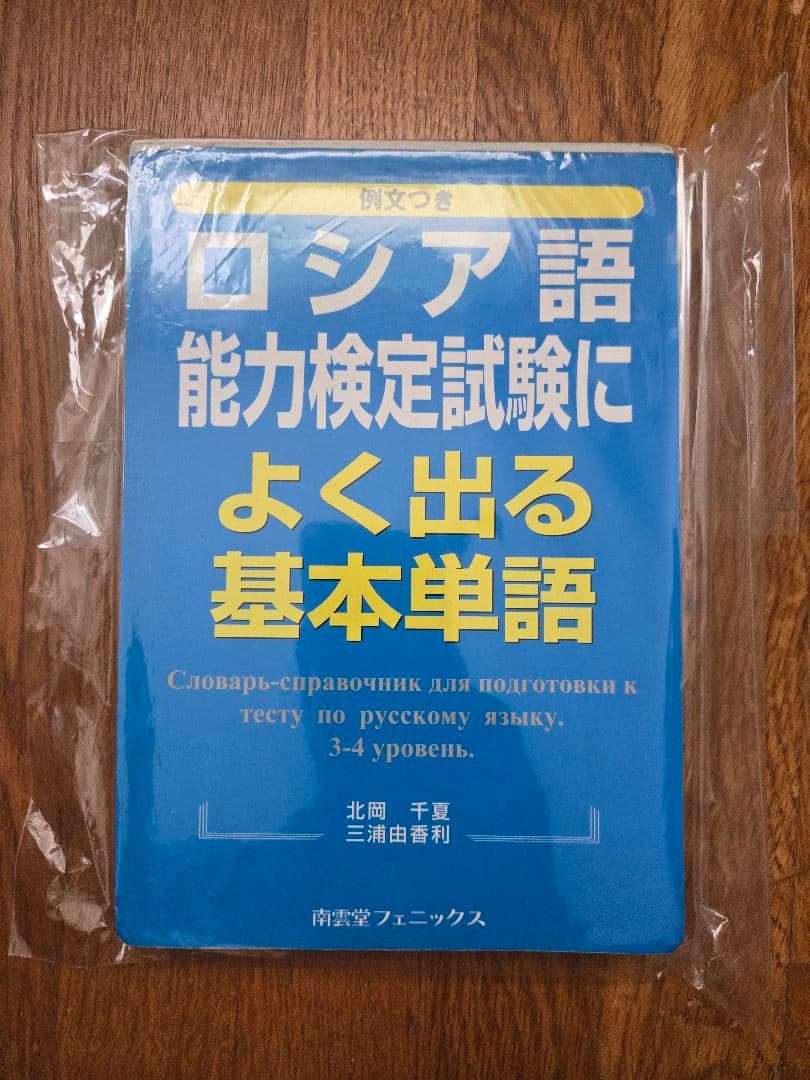 例文つき
ロシア語
能力検定試験に
よく出る
基本単語
Словарь-справочник для подготовки к
тесту по русскому языку.
3-4 уровень.
北岡 千夏
三浦由香利
南雲堂フェニックス